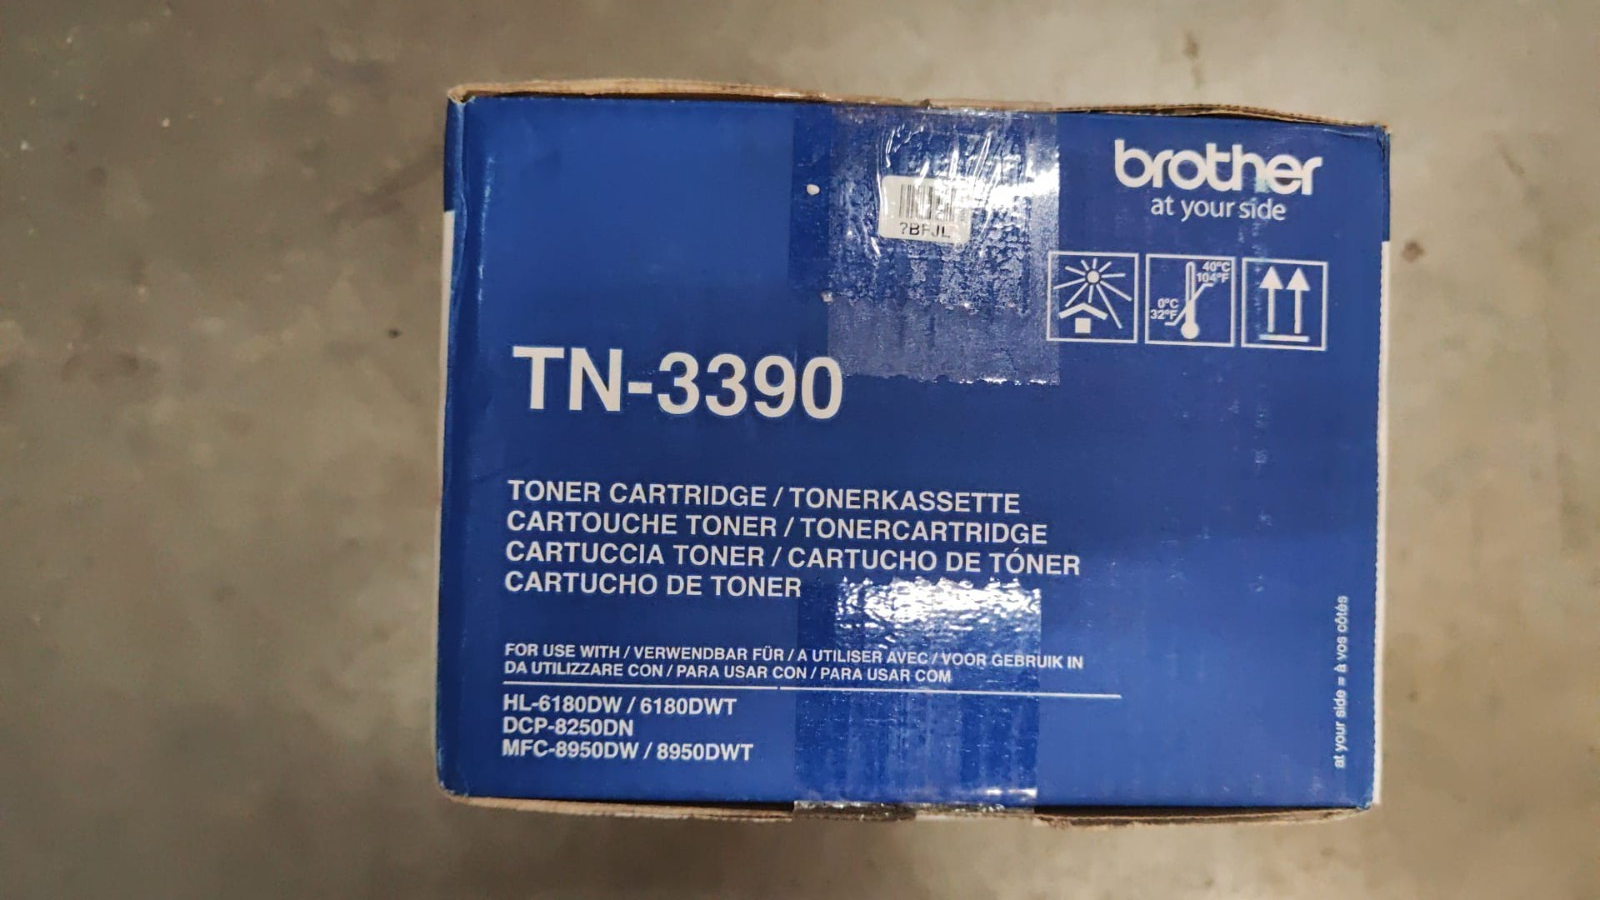 brother
at your side
?BFJL
40°C
104°F
0°C
32°F
TN-3390
TONER CARTRIDGE / TONERKASSETTE
CARTOUCHE TONER / TONERCARTRIDGE
CARTUCCIA TONER / CARTUCHO DE TÓNER
CARTUCHO DE TONER
FOR USE WITH / VERWENDBAR FÜR / A UTILISER AVEC / VOOR GEBRUIK IN
DA UTILIZZARE CON / PARA USAR CON / PARA USAR COM
HL-6180DW / 6180DWT
DCP-8250DN
MFC-8950DW / 8950DWT
at your side = à vos côtés